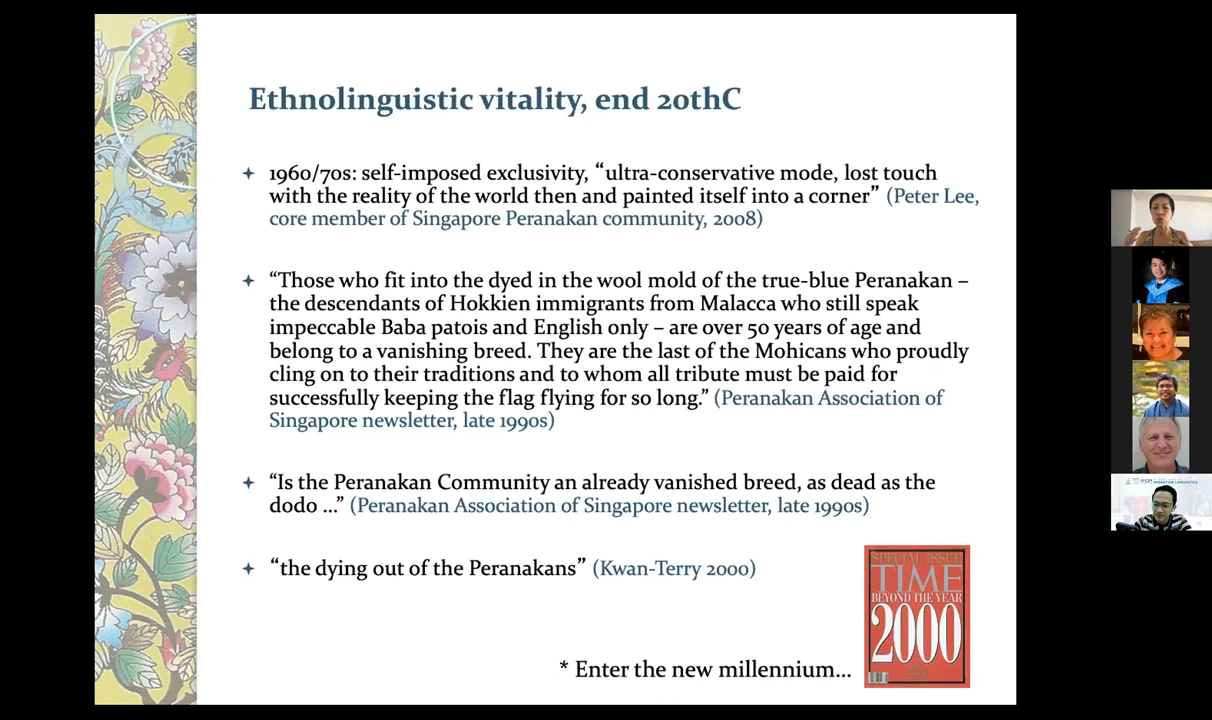 Ethnolinguistic vitality, end 20thC
1960/70s: self-imposed exclusivity, “ultra-conservative mode, lost touch
with the reality of the world then and painted itself into a corner” (Peter Lee,
core member of Singapore Peranakan community, 2008)
“Those who fit into the dyed in the wool mold of the true-blue Peranakan –
the descendants of Hokkien immigrants from Malacca who still speak
impeccable Baba patois and English only – are over 50 years of age and
belong to a vanishing breed. They are the last of the Mohicans who proudly
cling on to their traditions and to whom all tribute must be paid for
successfully keeping the flag flying for so long.” (Peranakan Association of
Singapore newsletter, late 1990s)
“Is the Peranakan Community an already vanished breed, as dead as the
dodo ...” (Peranakan Association of Singapore newsletter, late 1990s)
“the dying out of the Peranakans” (Kwan-Terry 2000)
SPECIAL ISSUE
TIME
BEYOND THE YEAR
2000
* Enter the new millennium...